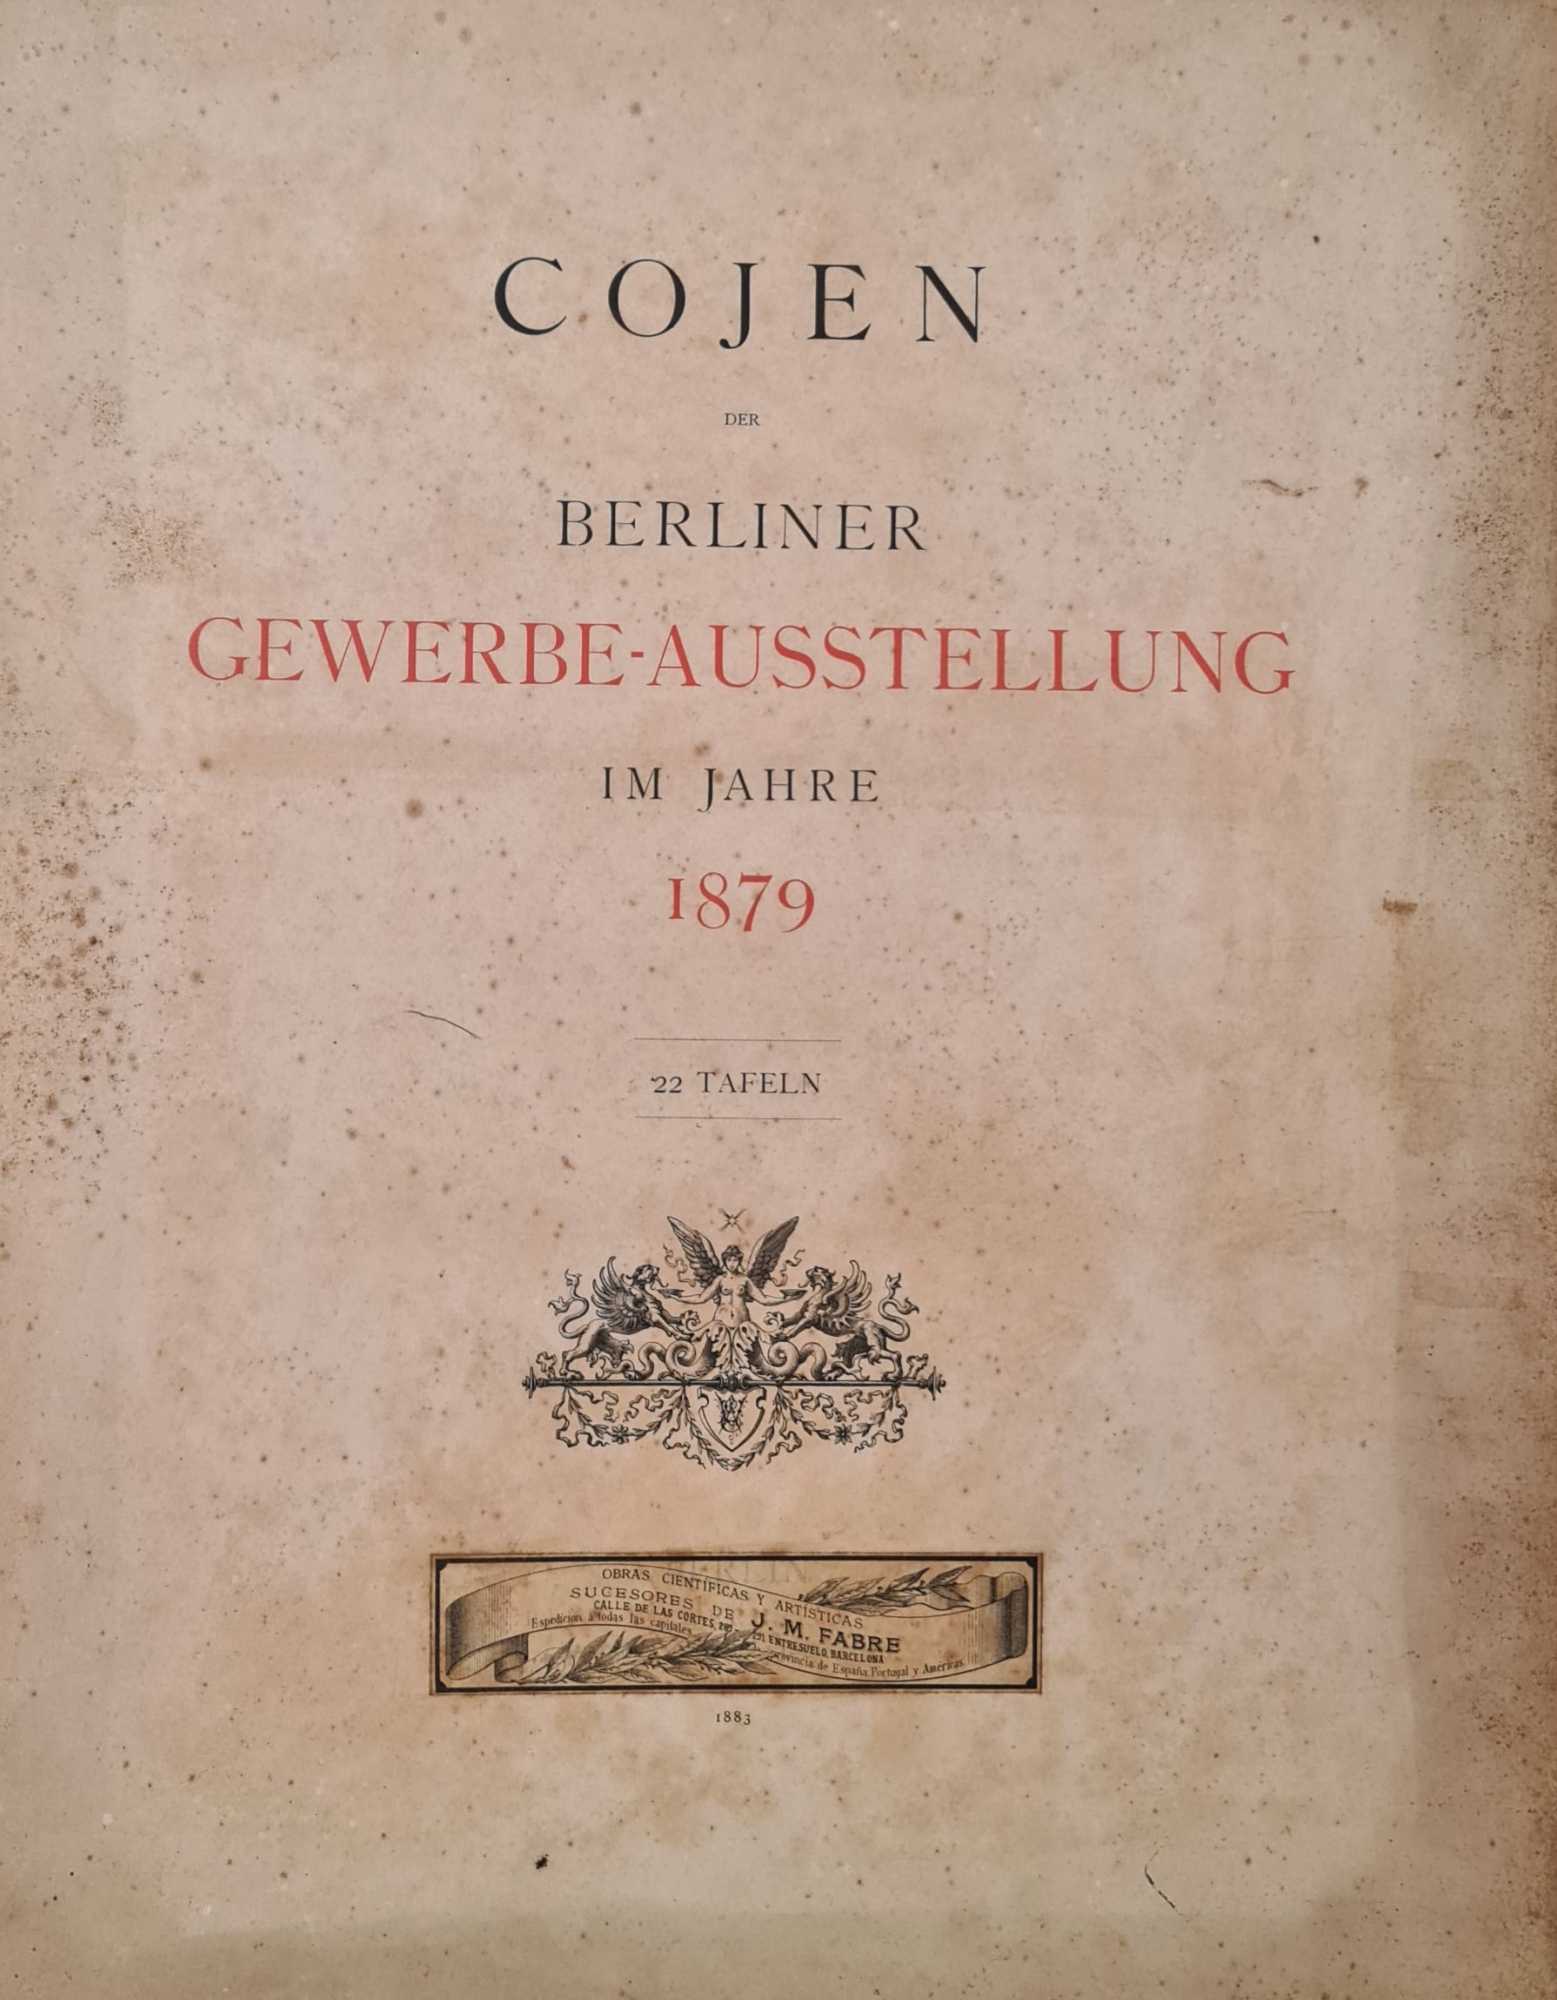 COJEN
DER
BERLINER
GEWERBE-AUSSTELLUNG
IM JAHRE
1879
22 TAFELN
OBRAS CIENTÍFICAS Y ARTÍSTICAS
SUCESORES DE J. M. FABRE
CALLE DE LAS CORTES, ENTRESUELO, BARCELONA
Espedicion á todas las capitales provincia de España, Portugal y Américas
1883